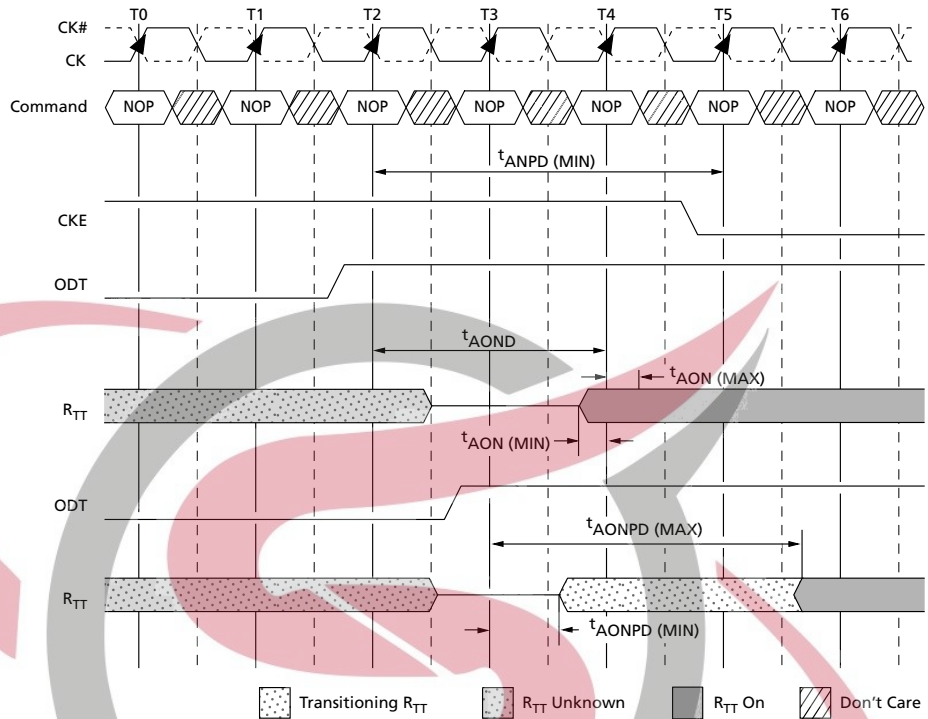 T0 T1 T2 T3 T4 T5 T6
CK#
CK
Command NOP NOP NOP NOP NOP NOP NOP
tANPD (MIN)
CKE
ODT
tAOND
tAON (MAX)
RTT
tAON (MIN)
ODT
tAONPD (MAX)
RTT
tAONPD (MIN)
Transitioning RTT RTT Unknown RTT On Don't Care